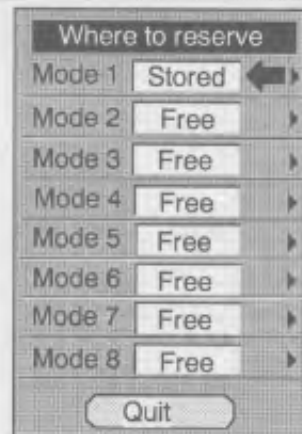 Where to reserve
Mode 1 Stored
Mode 2 Free
Mode 3 Free
Mode 4 Free
Mode 5 Free
Mode 6 Free
Mode 7 Free
Mode 8 Free
Quit